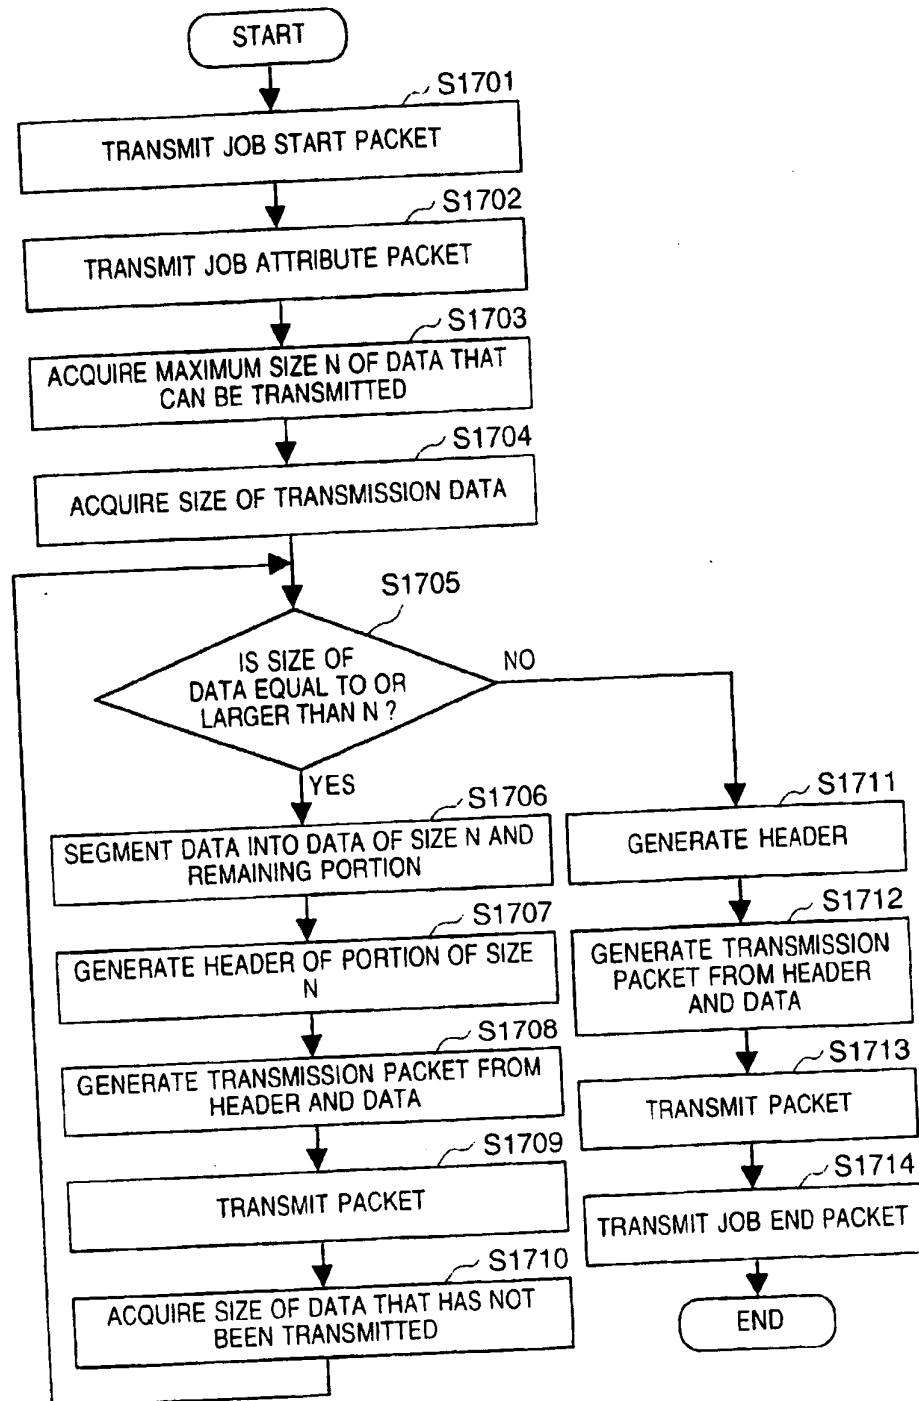 START
S1701
TRANSMIT JOB START PACKET
S1702
TRANSMIT JOB ATTRIBUTE PACKET
S1703
ACQUIRE MAXIMUM SIZE N OF DATA THAT
CAN BE TRANSMITTED
S1704
ACQUIRE SIZE OF TRANSMISSION DATA
S1705
IS SIZE OF
DATA EQUAL TO OR
LARGER THAN N ?
NO
YES
S1706
SEGMENT DATA INTO DATA OF SIZE N AND
REMAINING PORTION
S1707
GENERATE HEADER OF PORTION OF SIZE
N
S1708
GENERATE TRANSMISSION PACKET FROM
HEADER AND DATA
S1709
TRANSMIT PACKET
S1710
ACQUIRE SIZE OF DATA THAT HAS NOT
BEEN TRANSMITTED
S1711
GENERATE HEADER
S1712
GENERATE TRANSMISSION
PACKET FROM HEADER
AND DATA
S1713
TRANSMIT PACKET
S1714
TRANSMIT JOB END PACKET
END